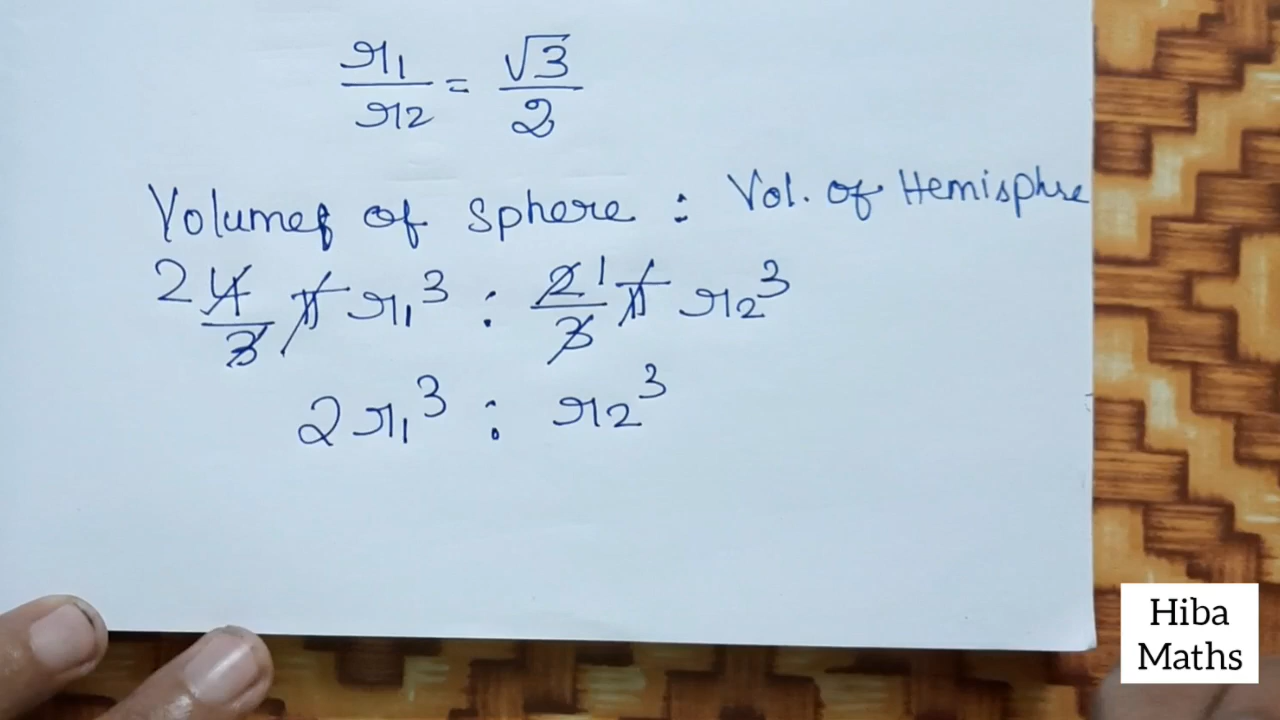 r₁/r₂ = √3/2
Volumes of sphere : Vol. of Hemisphre
2 4/3 π r₁³ : 2/3 1 π r₂³
2r₁³ : r₂³
Hiba
Maths